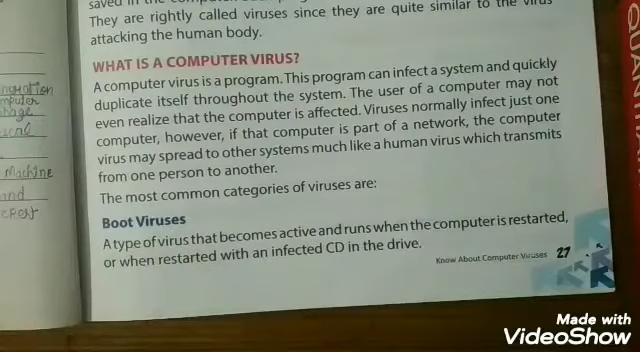 saved in the
They are rightly called viruses since they are quite similar to the virus
attacking the human body.
WHAT IS A COMPUTER VIRUS?
A computer virus is a program. This program can infect a system and quickly
duplicate itself throughout the system. The user of a computer may not
even realize that the computer is affected. Viruses normally infect just one
computer, however, if that computer is part of a network, the computer
virus may spread to other systems much like a human virus which transmits
from one person to another.
The most common categories of viruses are:
Boot Viruses
A type of virus that becomes active and runs when the computer is restarted,
or when restarted with an infected CD in the drive.
Know About Computer Viruses 27
Machine
and
Made with
VideoShow